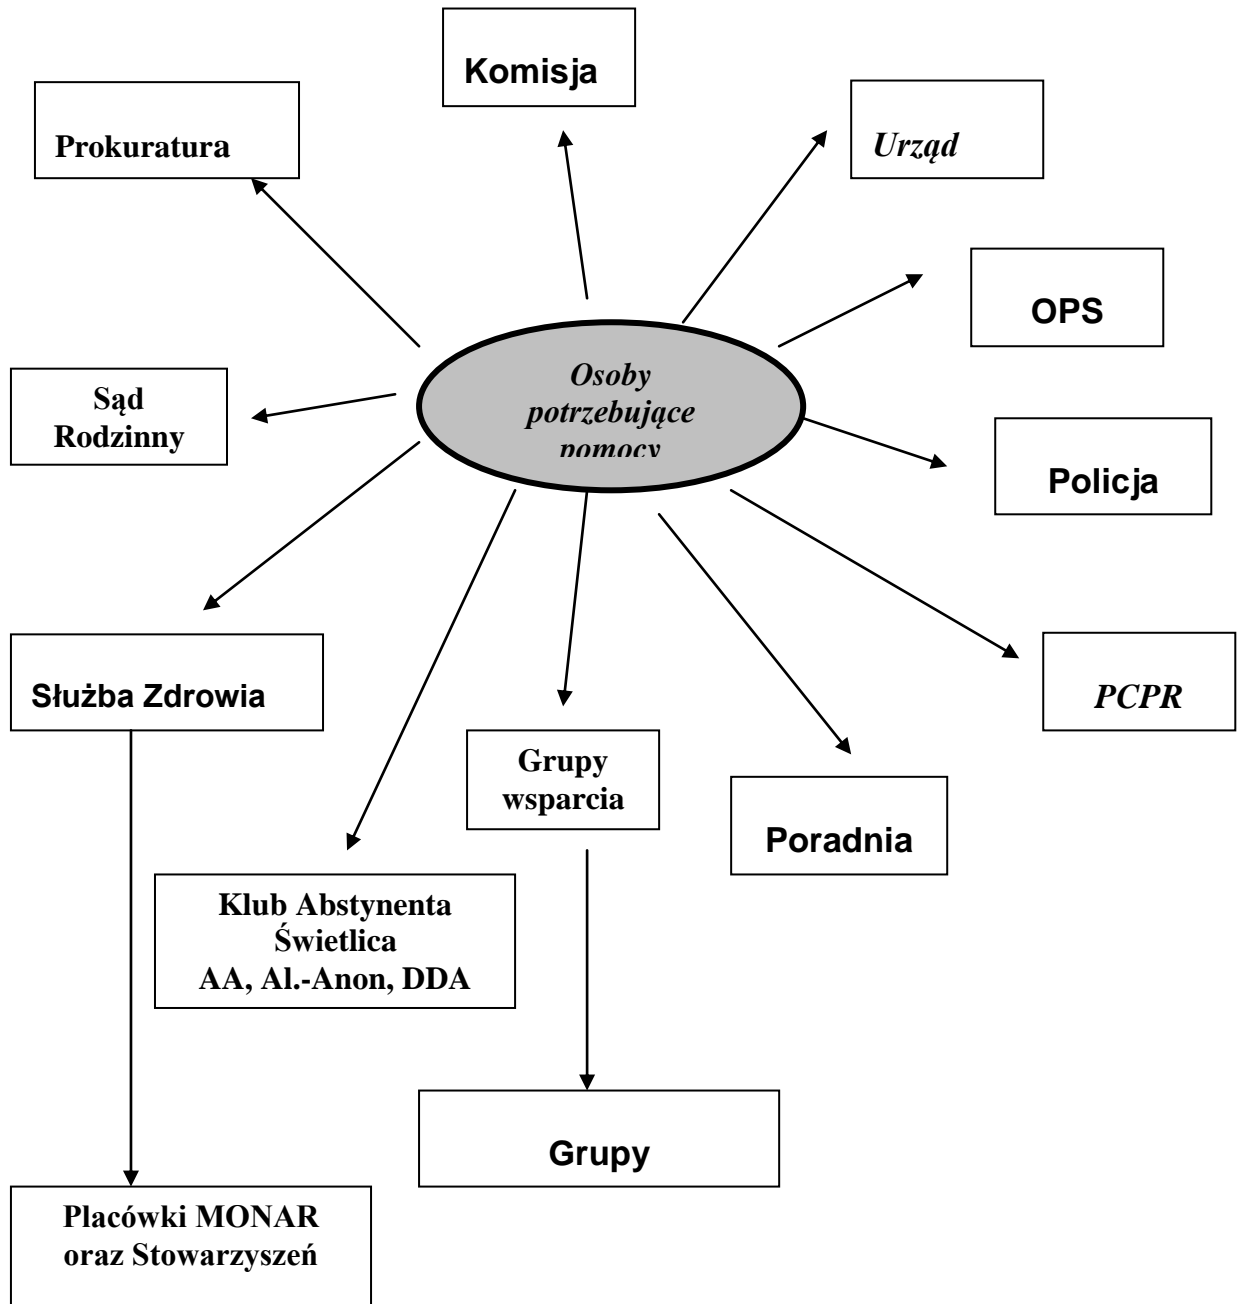 Komisja
Prokuratura
Urząd
OPS
Osoby
potrzebujące
pomocy
Sąd
Rodzinny
Policja
Służba Zdrowia
PCPR
Grupy
wsparcia
Poradnia
Klub Abstynenta
Świetlica
AA, Al.-Anon, DDA
Grupy
Placówki MONAR
oraz Stowarzyszeń